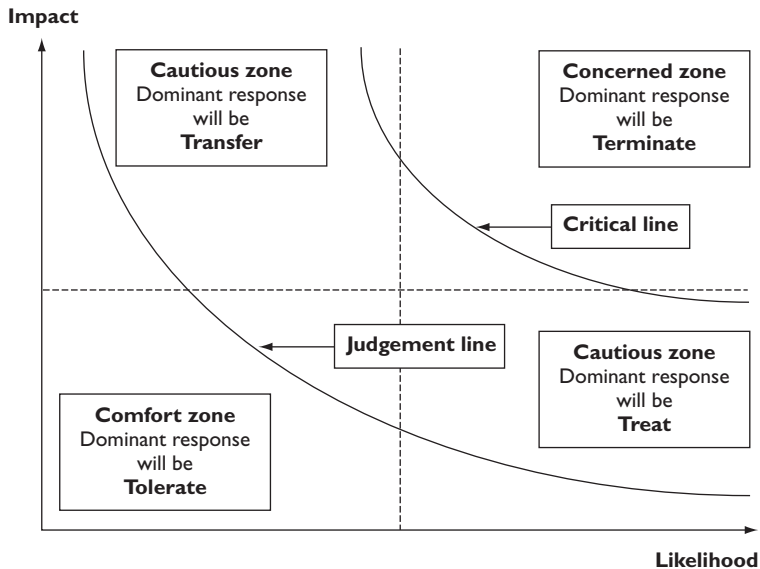 Impact
Cautious zone
Dominant response
will be
Transfer
Concerned zone
Dominant response
will be
Terminate
Critical line
Judgement line
Cautious zone
Dominant response
will be
Treat
Comfort zone
Dominant response
will be
Tolerate
Likelihood